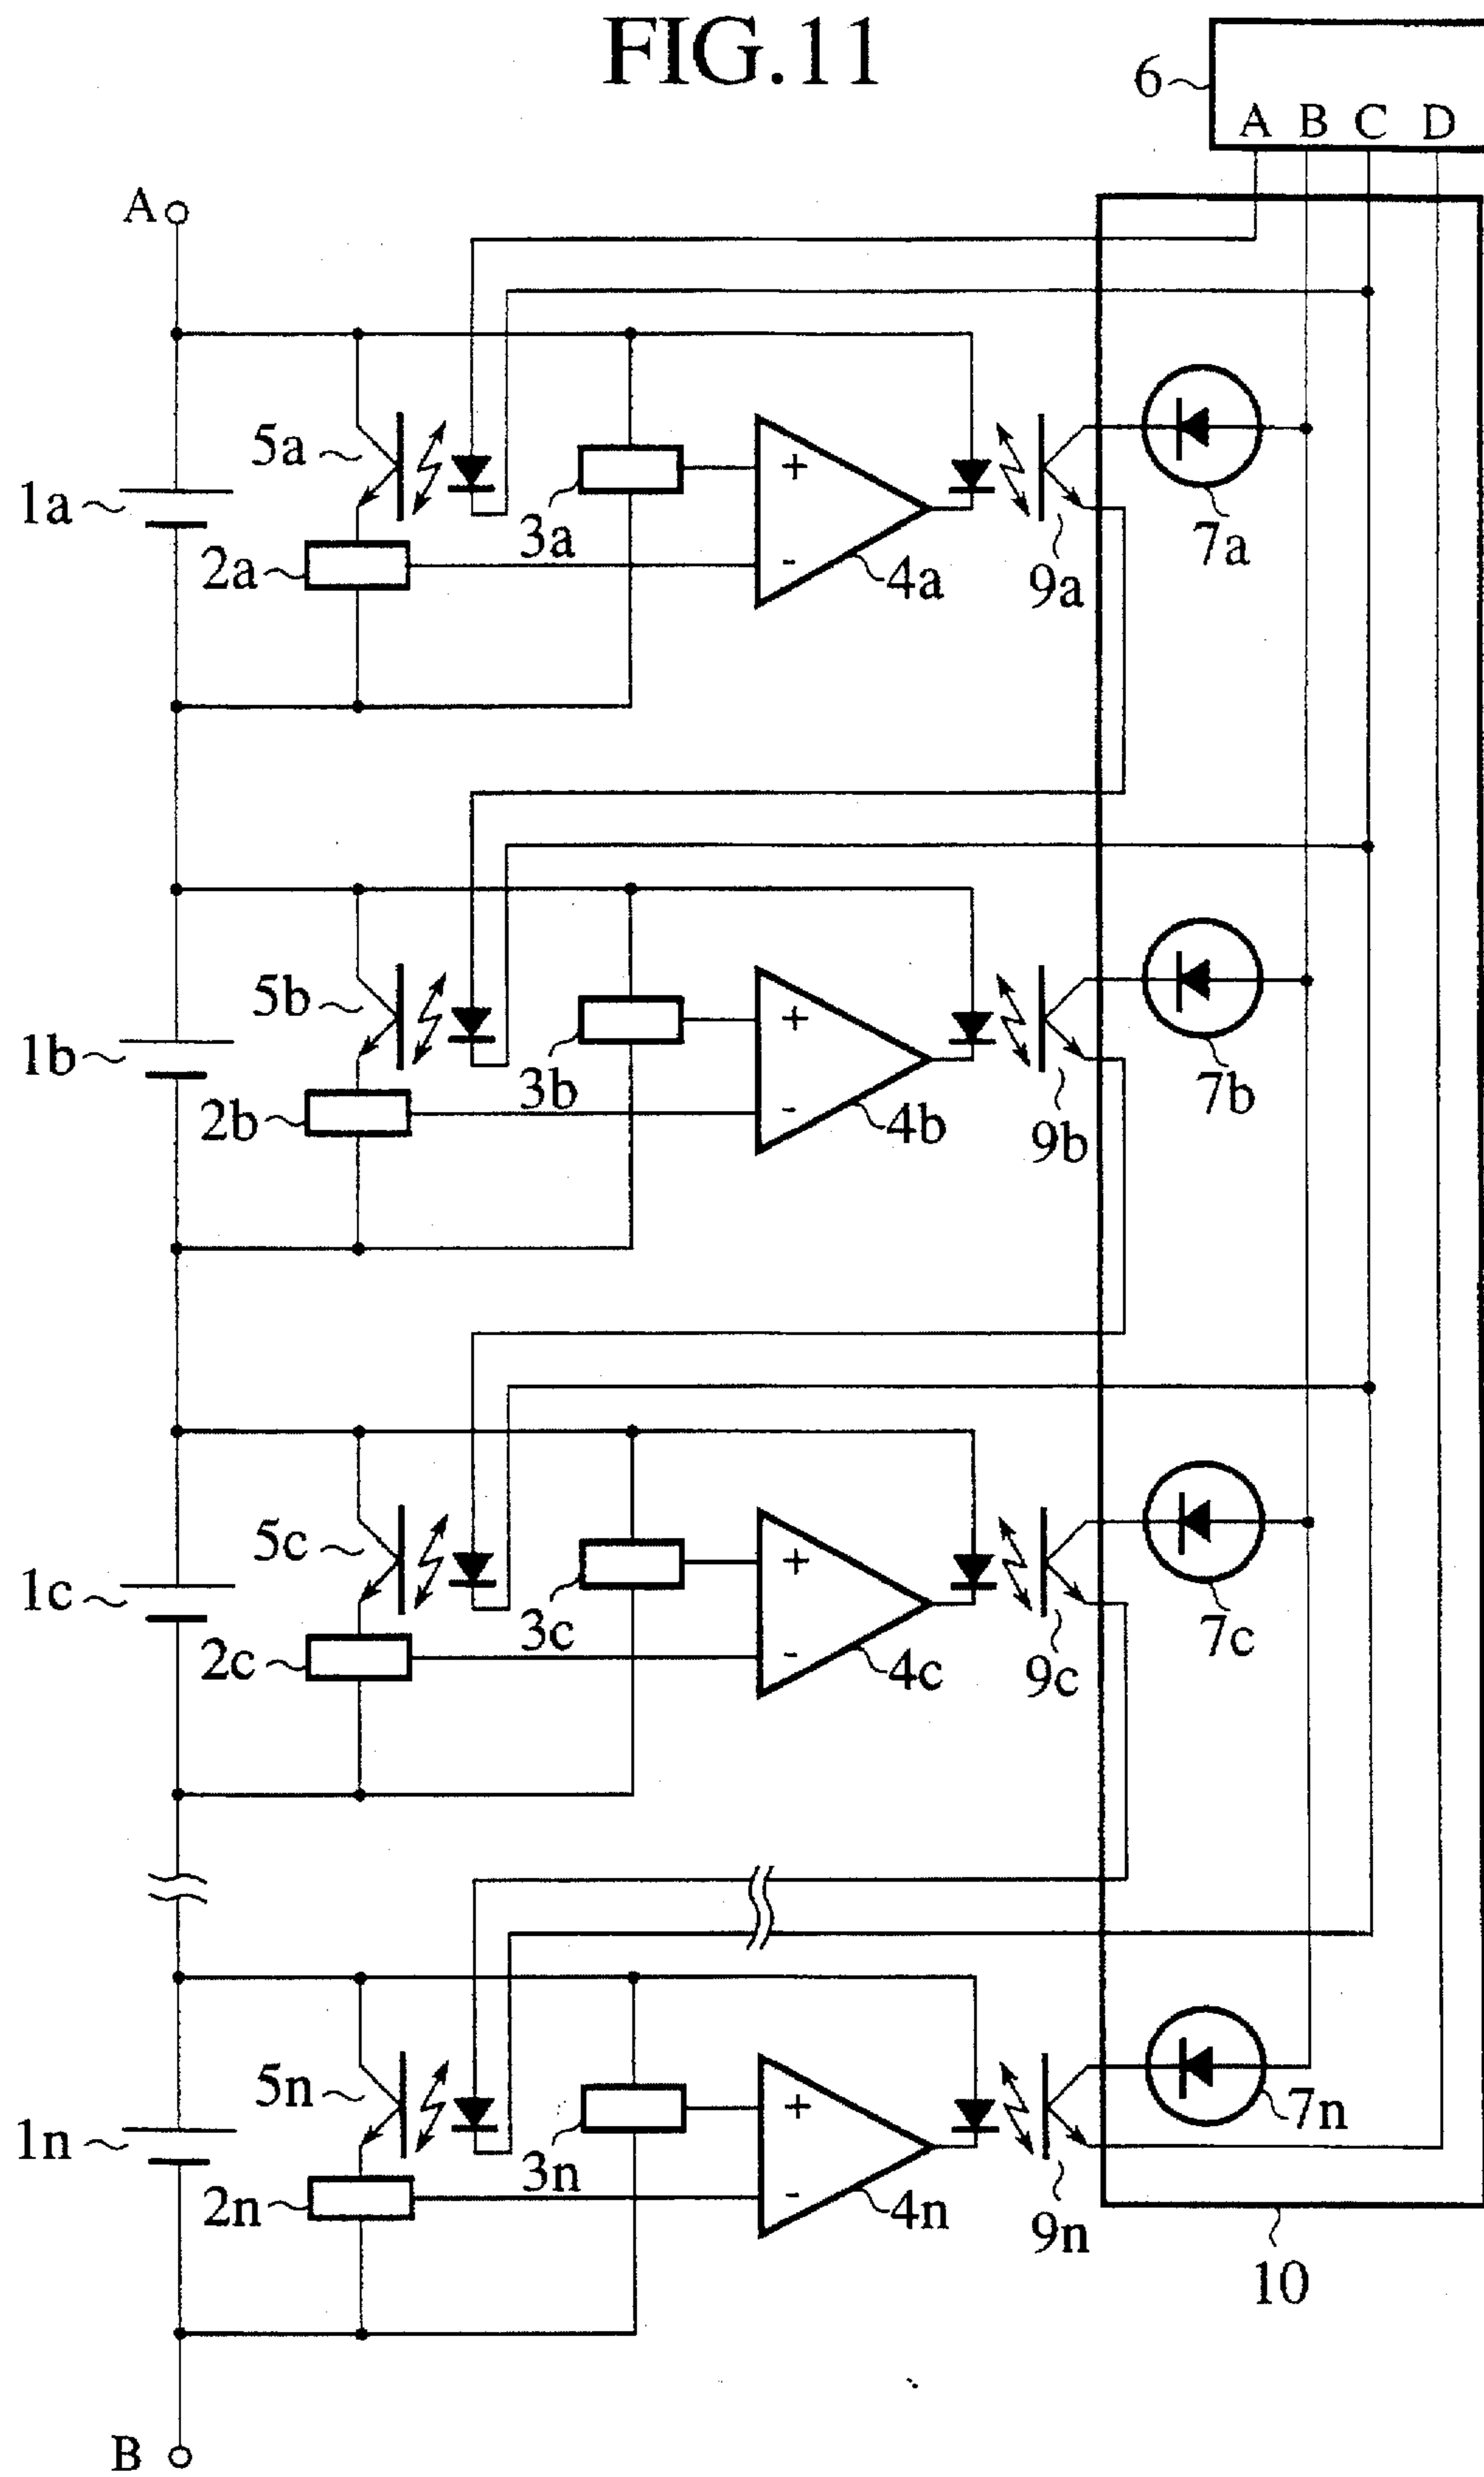 FIG.11
6
A B C D
A
5a
1a
3a
2a
+
-
4a
9a
7a
5b
1b
3b
2b
+
-
4b
9b
7b
5c
1c
3c
2c
+
-
4c
9c
7c
5n
1n
3n
2n
+
-
4n
9n
7n
10
B